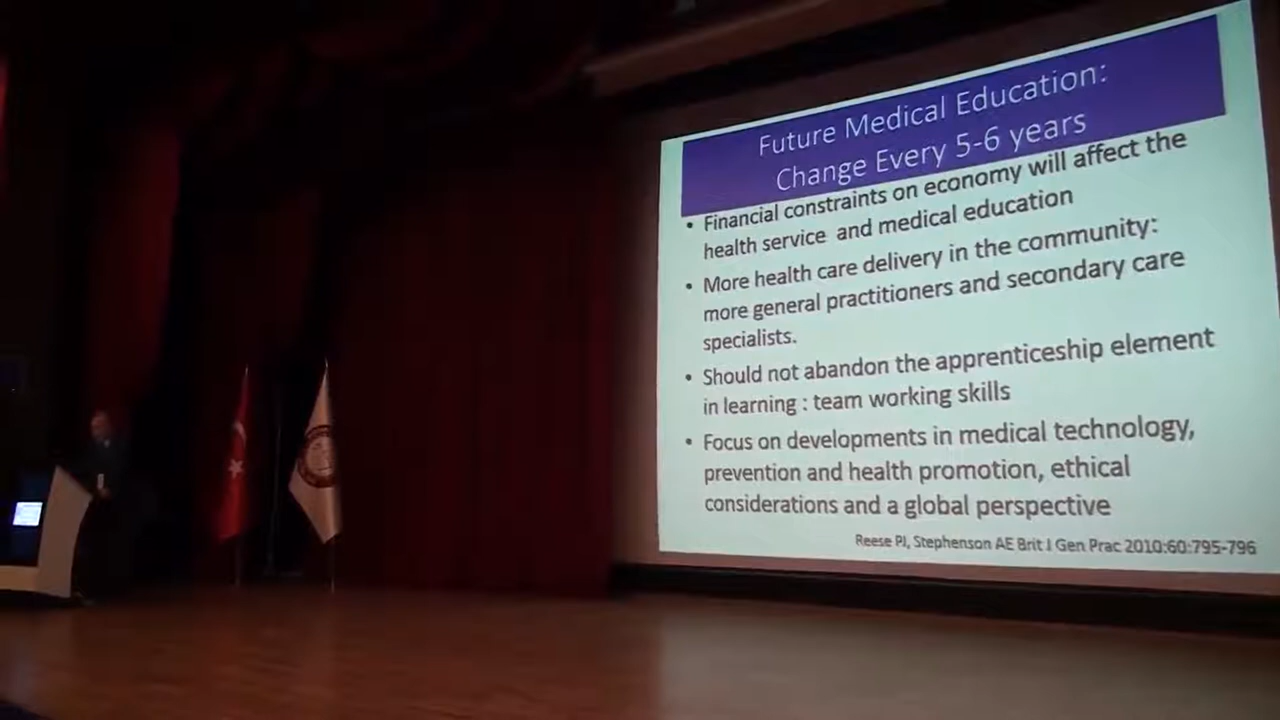 Future Medical Education:
Change Every 5-6 years
• Financial constraints on economy will affect the
health service and medical education
• More health care delivery in the community:
more general practitioners and secondary care
specialists.
• Should not abandon the apprenticeship element
in learning : team working skills
• Focus on developments in medical technology,
prevention and health promotion, ethical
considerations and a global perspective
Reese PJ, Stephenson AE Brit J Gen Prac 2010:60:795-796